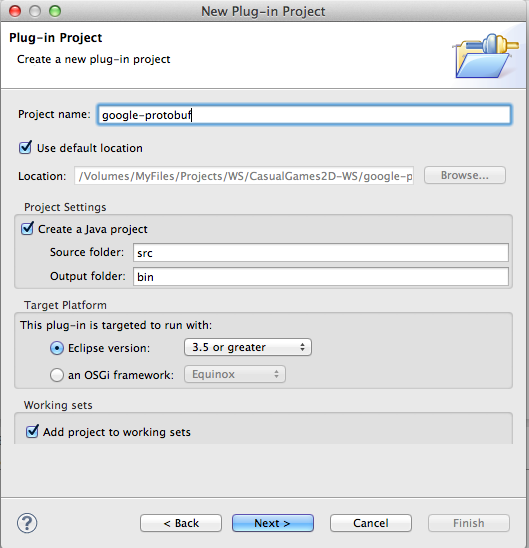 New Plug-in Project
Plug-in Project
Create a new plug-in project
Project name: google-protobuf
Use default location
Location: /Volumes/MyFiles/Projects/WS/CasualGames2D-WS/google-p Browse...
Project Settings
Create a Java project
Source folder: src
Output folder: bin
Target Platform
This plug-in is targeted to run with:
Eclipse version: 3.5 or greater
an OSGi framework: Equinox
Working sets
Add project to working sets
? < Back Next > Cancel Finish